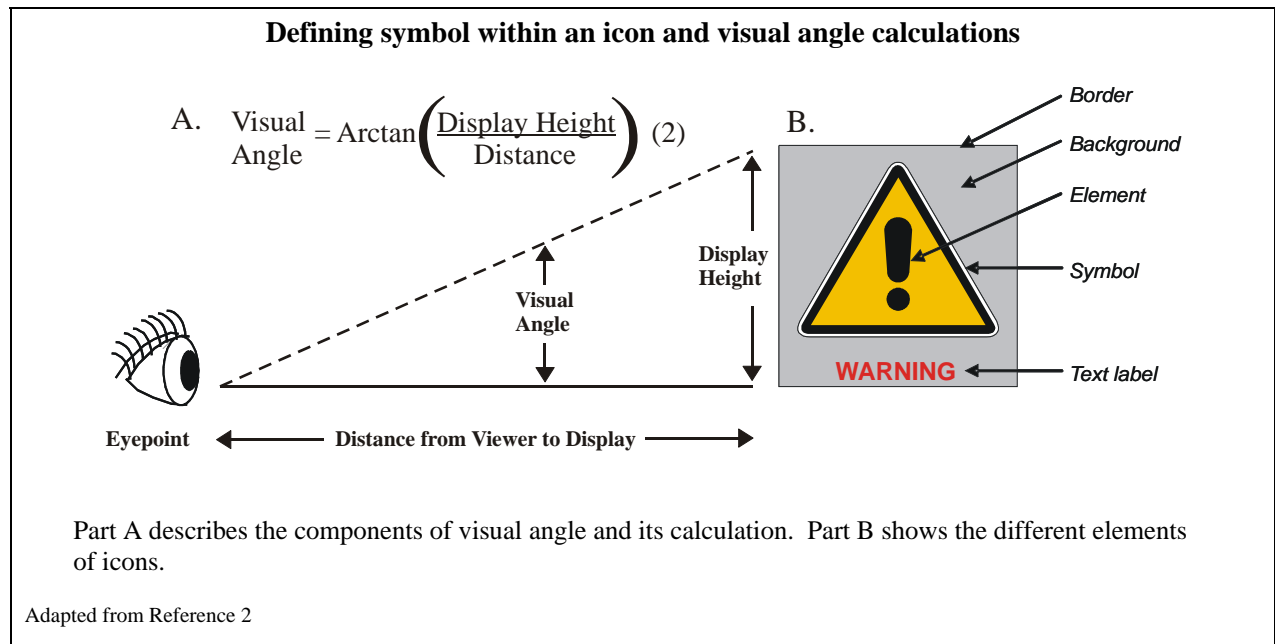 Defining symbol within an icon and visual angle calculations
A. Visual Angle = Arctan(Display Height / Distance) (2)
B.
Border
Background
Element
Symbol
Text label
Display
Height
Visual
Angle
WARNING
Eyepoint
Distance from Viewer to Display
Part A describes the components of visual angle and its calculation. Part B shows the different elements
of icons.
Adapted from Reference 2